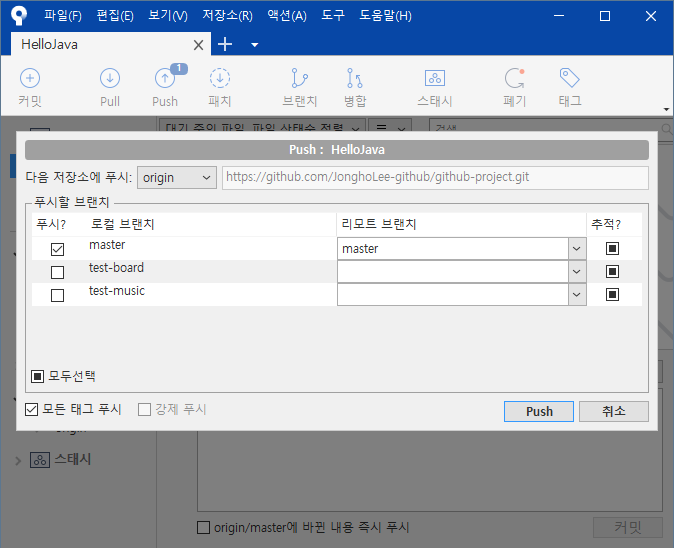 파일(F) 편집(E) 보기(V) 저장소(R) 액션(A) 도구 도움말(H)
HelloJava
1
커밋 Pull Push 패치 브랜치 병합 스태시 폐기 태그
대기 중인 파일, 파일 상태순 정렬
검색
Push : HelloJava
다음 저장소에 푸시: origin https://github.com/JonghoLee-github/github-project.git
푸시할 브랜치
푸시? 로컬 브랜치 리모트 브랜치 추적?
master master
test-board
test-music
모두선택
모든 태그 푸시 강제 푸시 Push 취소
origin
스태시
origin/master에 바뀐 내용 즉시 푸시 커밋